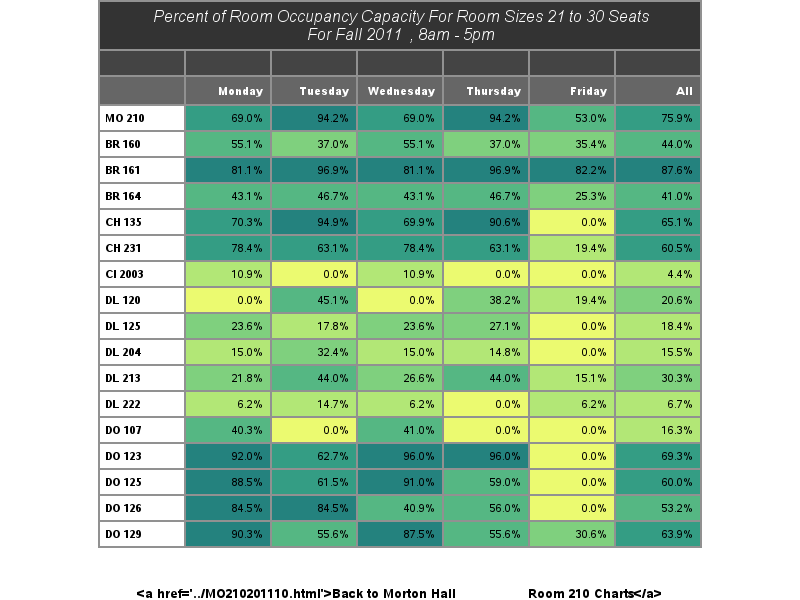 Percent of Room Occupancy Capacity For Room Sizes 21 to 30 Seats
For Fall 2011 , 8am - 5pm
Monday Tuesday Wednesday Thursday Friday All
MO 210 69.0% 94.2% 69.0% 94.2% 53.0% 75.9%
BR 160 55.1% 37.0% 55.1% 37.0% 35.4% 44.0%
BR 161 81.1% 96.9% 81.1% 96.9% 82.2% 87.6%
BR 164 43.1% 46.7% 43.1% 46.7% 25.3% 41.0%
CH 135 70.3% 94.9% 69.9% 90.6% 0.0% 65.1%
CH 231 78.4% 63.1% 78.4% 63.1% 19.4% 60.5%
CI 2003 10.9% 0.0% 10.9% 0.0% 0.0% 4.4%
DL 120 0.0% 45.1% 0.0% 38.2% 19.4% 20.6%
DL 125 23.6% 17.8% 23.6% 27.1% 0.0% 18.4%
DL 204 15.0% 32.4% 15.0% 14.8% 0.0% 15.5%
DL 213 21.8% 44.0% 26.6% 44.0% 15.1% 30.3%
DL 222 6.2% 14.7% 6.2% 0.0% 6.2% 6.7%
DO 107 40.3% 0.0% 41.0% 0.0% 0.0% 16.3%
DO 123 92.0% 62.7% 96.0% 96.0% 0.0% 69.3%
DO 125 88.5% 61.5% 91.0% 59.0% 0.0% 60.0%
DO 126 84.5% 84.5% 40.9% 56.0% 0.0% 53.2%
DO 129 90.3% 55.6% 87.5% 55.6% 30.6% 63.9%
<a href='../MO210201110.html'>Back to Morton Hall Room 210 Charts</a>